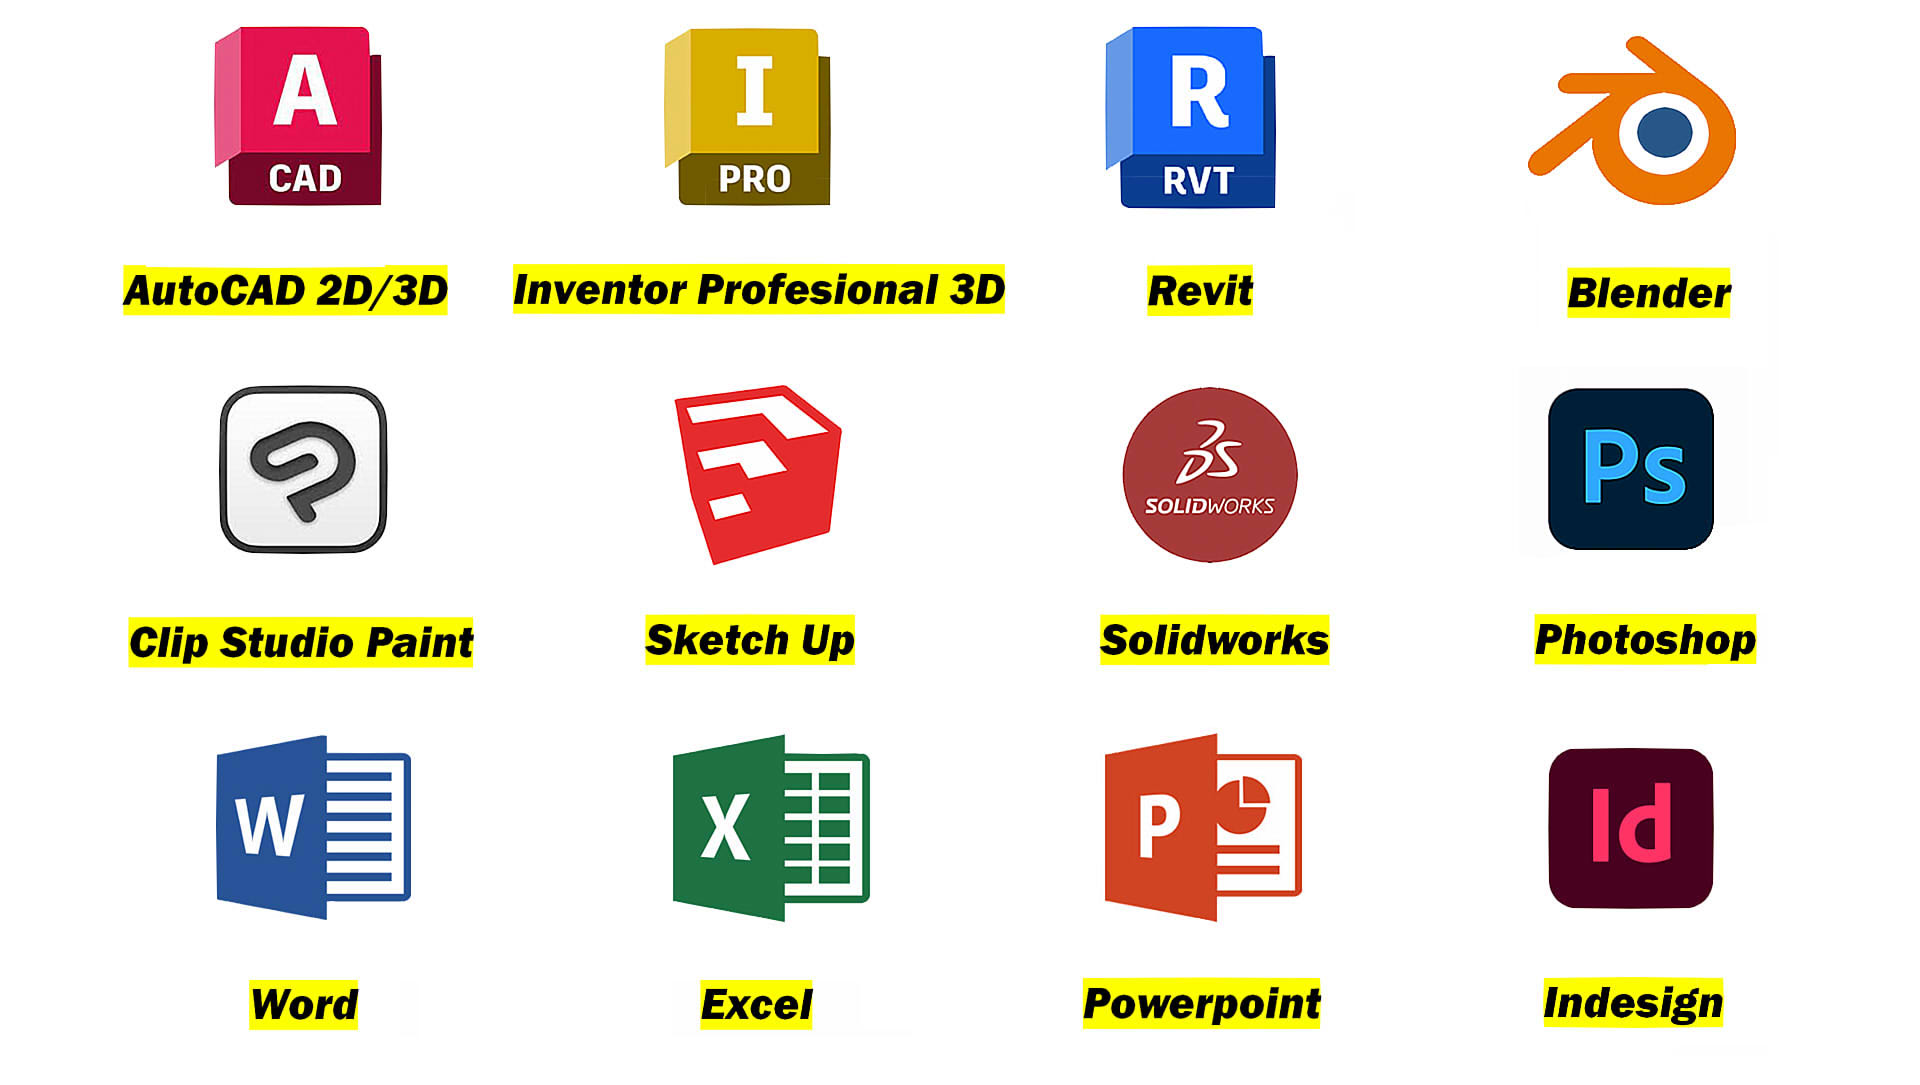 A
CAD
I
PRO
R
RVT
AutoCAD 2D/3D
Inventor Profesional 3D
Revit
Blender
SOLIDWORKS
Ps
Clip Studio Paint
Sketch Up
Solidworks
Photoshop
W
X
P
Id
Word
Excel
Powerpoint
Indesign